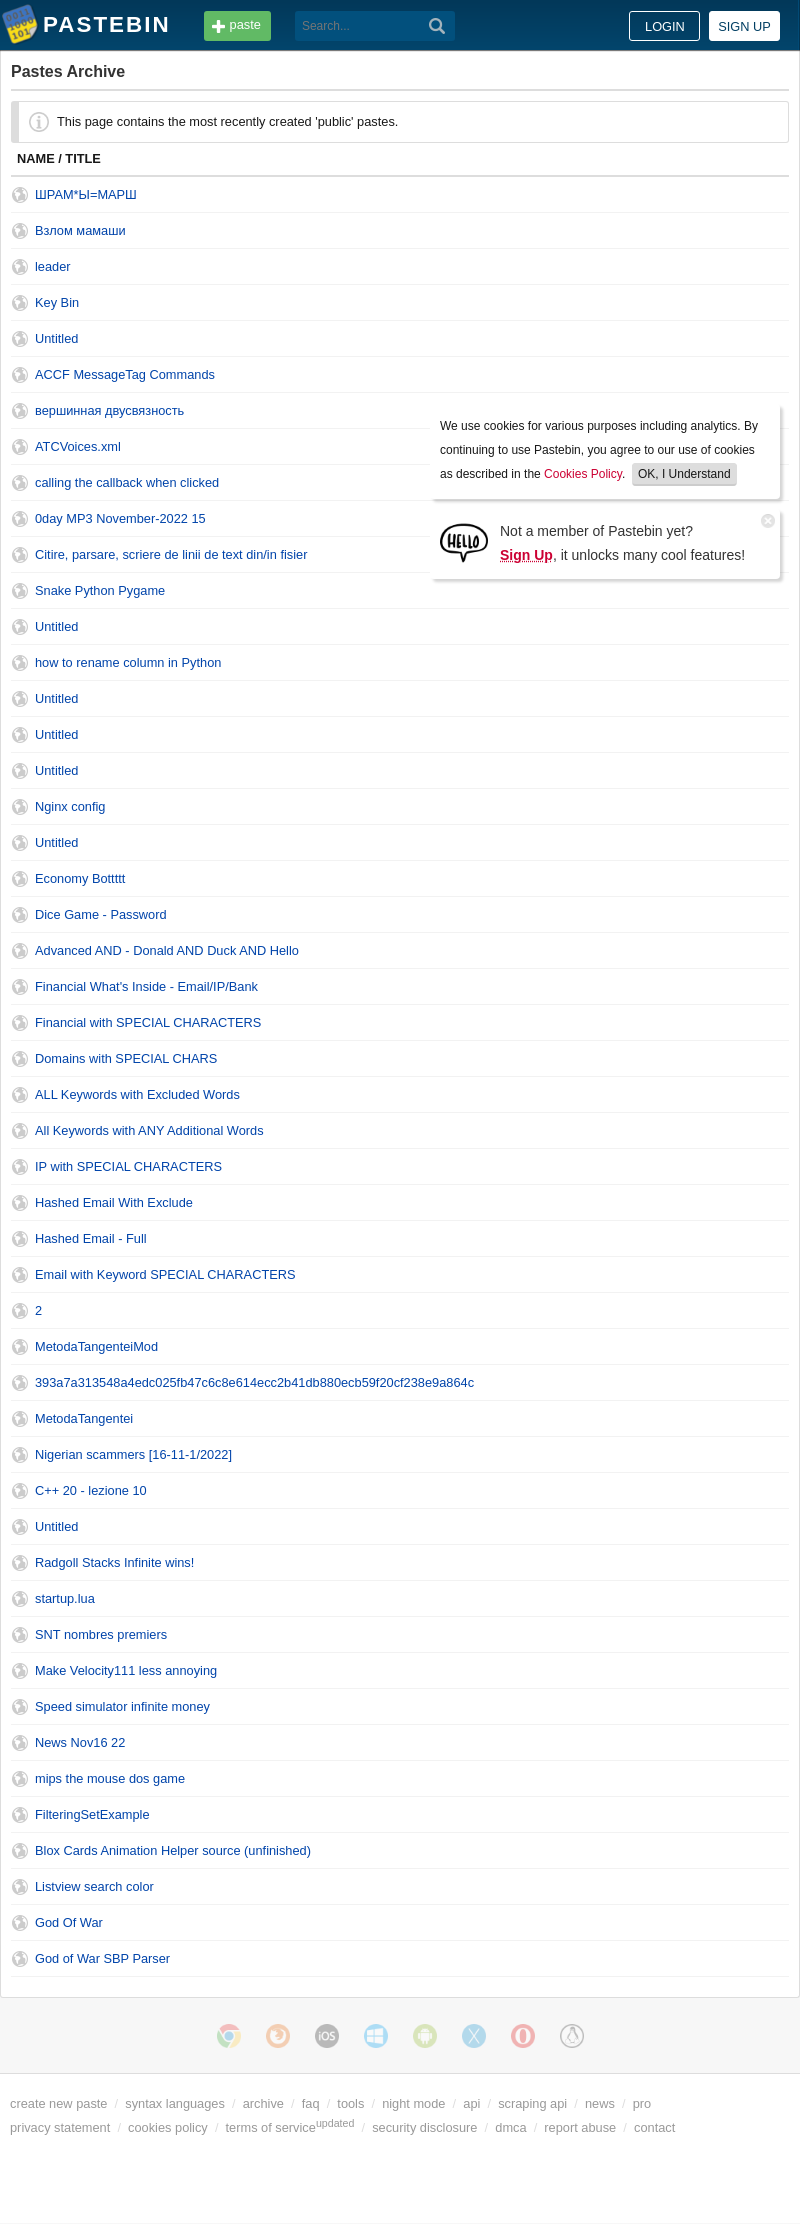 PASTEBIN
paste
Search...
LOGIN
SIGN UP
Pastes Archive
This page contains the most recently created 'public' pastes.
NAME / TITLE
ШРАМ*Ы=МАРШ
Взлом мамаши
leader
Key Bin
Untitled
ACCF MessageTag Commands
вершинная двусвязность
ATCVoices.xml
calling the callback when clicked
0day MP3 November-2022 15
Citire, parsare, scriere de linii de text din/in fisier
We use cookies for various purposes including analytics. By
continuing to use Pastebin, you agree to our use of cookies
as described in the Cookies Policy. OK, I Understand
HELLO
Not a member of Pastebin yet?
Sign Up, it unlocks many cool features!
Snake Python Pygame
Untitled
how to rename column in Python
Untitled
Untitled
Untitled
Nginx config
Untitled
Economy Bottttt
Dice Game - Password
Advanced AND - Donald AND Duck AND Hello
Financial What's Inside - Email/IP/Bank
Financial with SPECIAL CHARACTERS
Domains with SPECIAL CHARS
ALL Keywords with Excluded Words
All Keywords with ANY Additional Words
IP with SPECIAL CHARACTERS
Hashed Email With Exclude
Hashed Email - Full
Email with Keyword SPECIAL CHARACTERS
2
MetodaTangenteiMod
393a7a313548a4edc025fb47c6c8e614ecc2b41db880ecb59f20cf238e9a864c
MetodaTangentei
Nigerian scammers [16-11-1/2022]
C++ 20 - lezione 10
Untitled
Radgoll Stacks Infinite wins!
startup.lua
SNT nombres premiers
Make Velocity111 less annoying
Speed simulator infinite money
News Nov16 22
mips the mouse dos game
FilteringSetExample
Blox Cards Animation Helper source (unfinished)
Listview search color
God Of War
God of War SBP Parser
iOS
create new paste / syntax languages / archive / faq / tools / night mode / api / scraping api / news / pro
privacy statement / cookies policy / terms of service updated / security disclosure / dmca / report abuse / contact